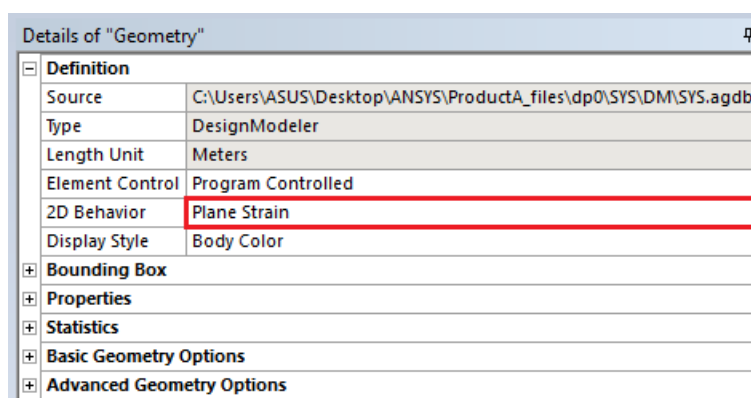 Details of "Geometry"
Definition
Source C:\Users\ASUS\Desktop\ANSYS\ProductA_files\dp0\SYS\DM\SYS.agdb
Type DesignModeler
Length Unit Meters
Element Control Program Controlled
2D Behavior Plane Strain
Display Style Body Color
Bounding Box
Properties
Statistics
Basic Geometry Options
Advanced Geometry Options